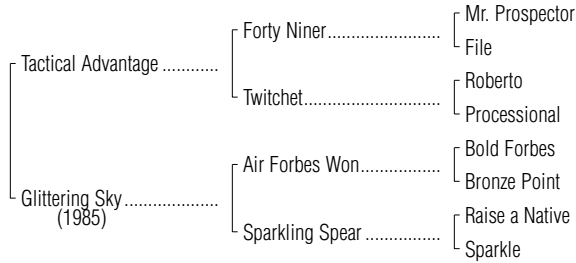 Mr. Prospector
Forty Niner......................
File
Tactical Advantage ............
Roberto
Twitchet...........................
Processional
Bold Forbes
Air Forbes Won................
Bronze Point
Glittering Sky....................
(1985)
Raise a Native
Sparkling Spear ...............
Sparkle